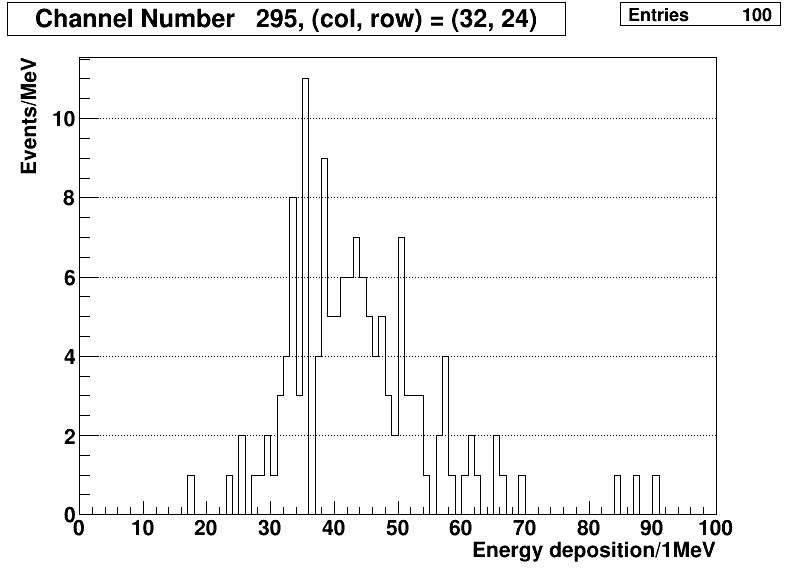 Channel Number 295, (col, row) = (32, 24)
Entries 100
Events/MeV
10
8
6
4
2
0
0 10 20 30 40 50 60 70 80 90 100
Energy deposition/1MeV